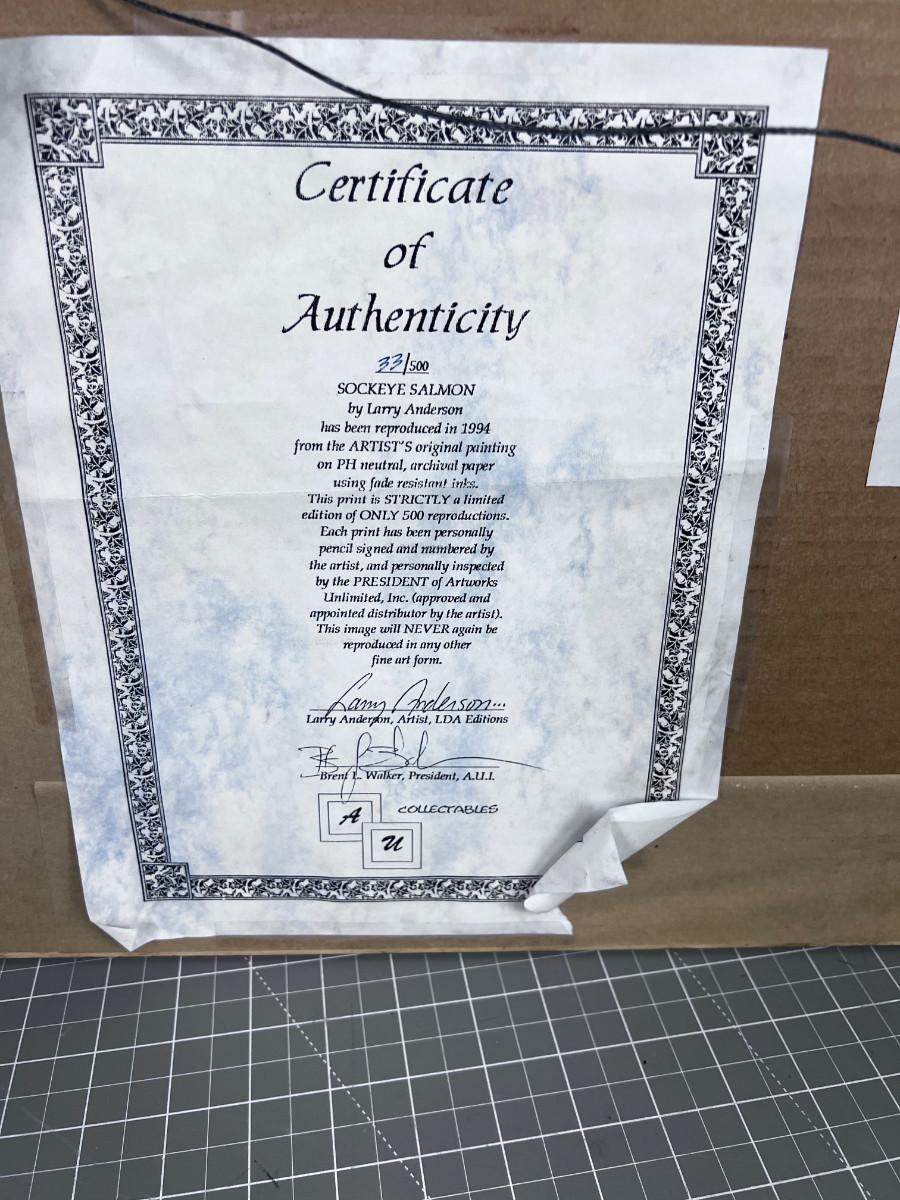 Certificate
of
Authenticity
33/500
SOCKEYE SALMON
by Larry Anderson
has been reproduced in 1994
from the ARTIST'S original painting
on PH neutral, archival paper
using fade resistant inks.
This print is STRICTLY a limited
edition of ONLY 500 reproductions.
Each print has been personally
pencil signed and numbered by
the artist, and personally inspected
by the PRESIDENT of Artworks
Unlimited, Inc. (approved and
appointed distributor by the artist).
This image will NEVER again be
reproduced in any other
fine art form.
Larry Anderson...
Larry Anderson, Artist, LDA Editions
Brent L. Walker, President, A.U.I.
A COLLECTABLES
U